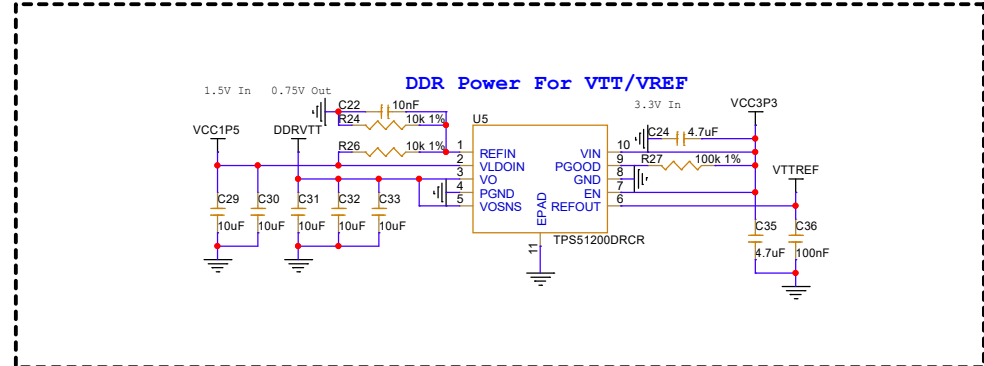 DDR Power For VTT/VREF
1.5V In 0.75V Out
3.3V In
VCC1P5 DDRVTT
C22 10nF
R24 10k 1%
R26 10k 1%
U5
C24 4.7uF
VCC3P3
R27 100k 1%
VTTREF
1 REFIN
2 VLDOIN
3 VO
4 PGND
5 VOSNS
VIN 10
PGOOD 9
GND 8
EN 7
REFOUT 6
EPAD
11
TPS51200DRCR
C29 C30 C31 C32 C33
10uF 10uF 10uF 10uF 10uF
C35 C36
4.7uF 100nF